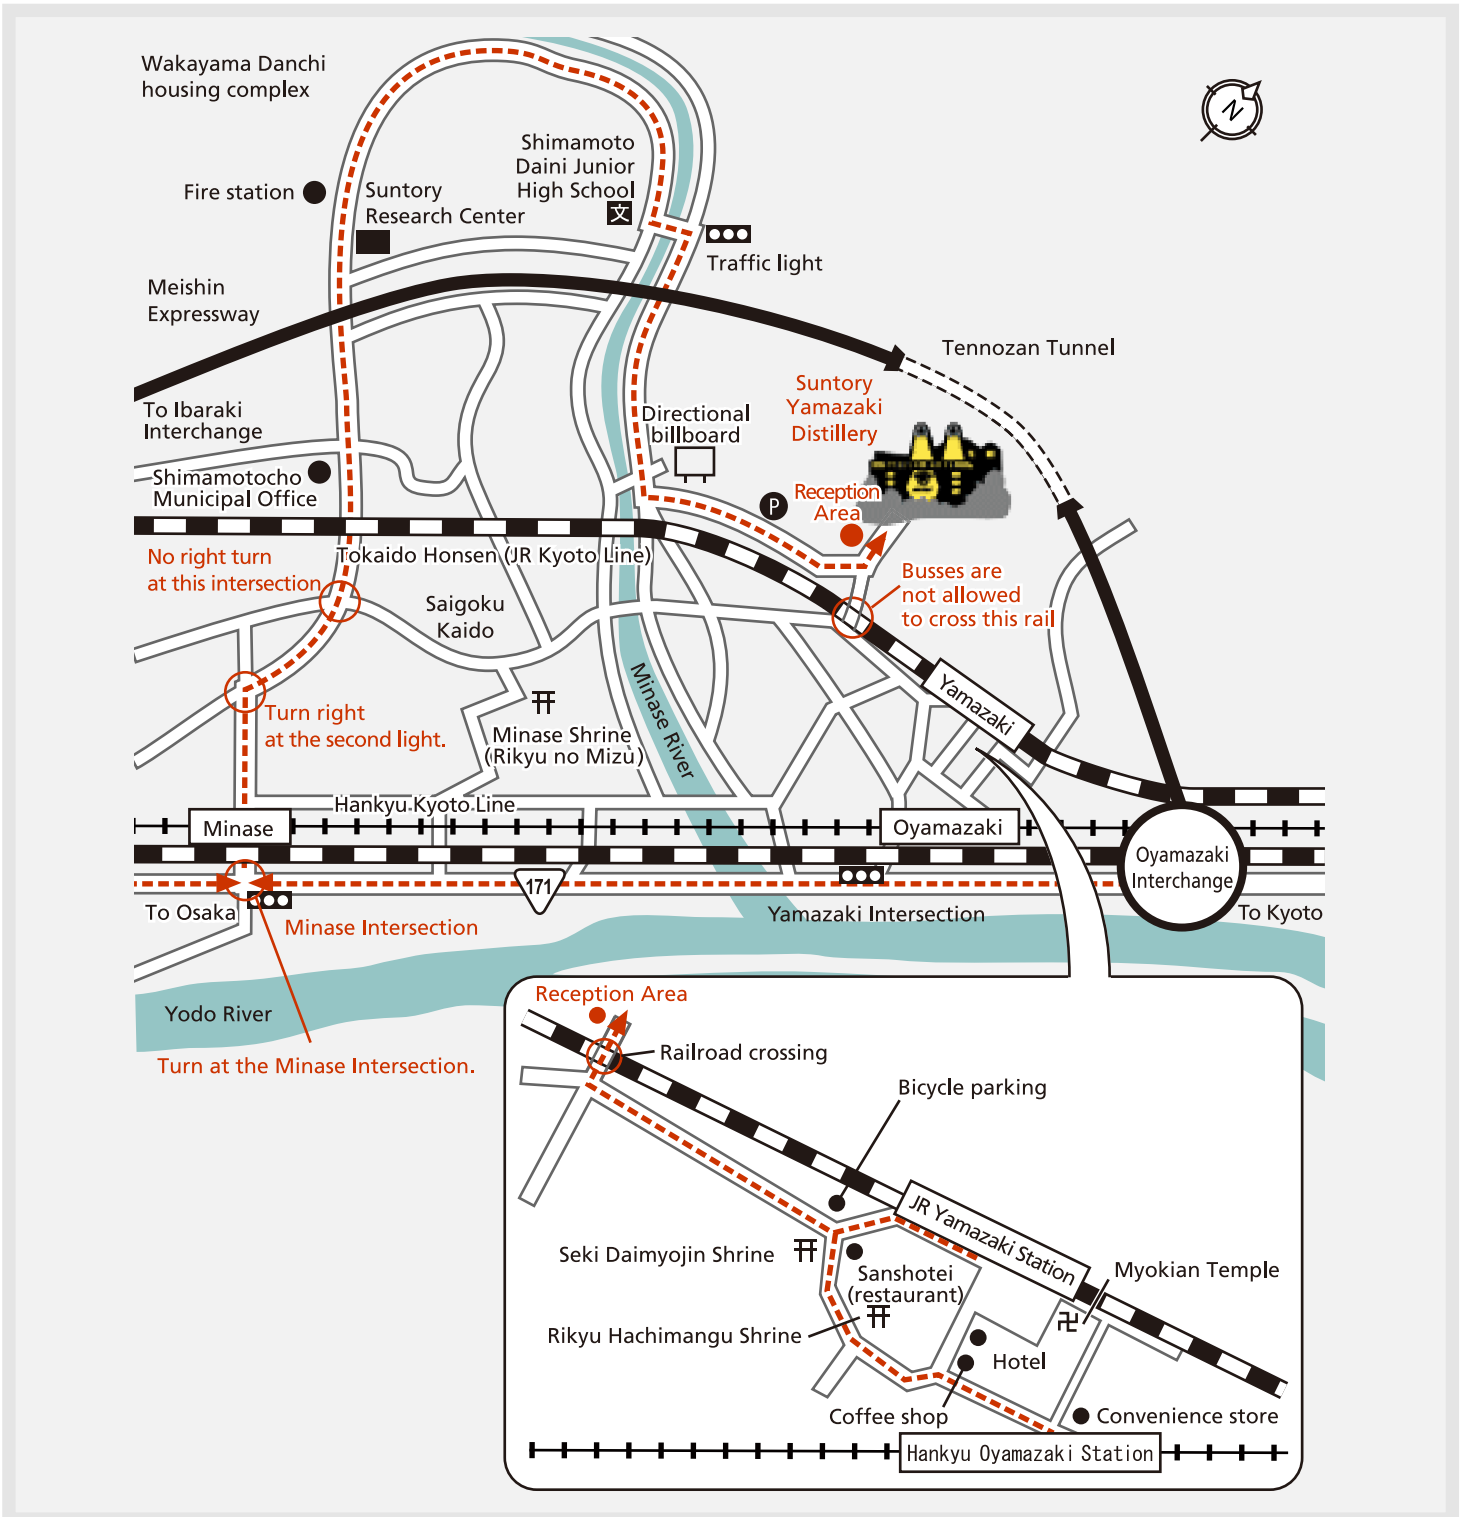 Wakayama Danchi
housing complex
N
Shimamoto
Daini Junior
High School
文
Fire station
Suntory
Research Center
Traffic light
Meishin
Expressway
Tennozan Tunnel
Suntory
Yamazaki
Distillery
To Ibaraki
Interchange
Directional
billboard
Shimamotocho
Municipal Office
P
Reception
Area
No right turn
at this intersection
Tokaido Honsen (JR Kyoto Line)
Busses are
not allowed
to cross this rail
Saigoku
Kaido
Minase River
Yamazaki
Turn right
at the second light.
Minase Shrine
(Rikyu no Mizu)
Hankyu Kyoto Line
Minase
Oyamazaki
Oyamazaki
Interchange
171
To Osaka
Minase Intersection
Yamazaki Intersection
To Kyoto
Yodo River
Turn at the Minase Intersection.
Reception Area
Railroad crossing
Bicycle parking
JR Yamazaki Station
Seki Daimyojin Shrine
Sanshotei
(restaurant)
Myokian Temple
卍
Rikyu Hachimangu Shrine
Hotel
Coffee shop
Convenience store
Hankyu Oyamazaki Station